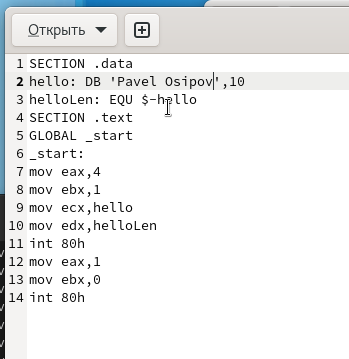 Открыть
1 SECTION .data
2 hello: DB 'Pavel Osipov',10
3 helloLen: EQU $-hello
4 SECTION .text
5 GLOBAL _start
6 _start:
7 mov eax,4
8 mov ebx,1
9 mov ecx,hello
10 mov edx,helloLen
11 int 80h
12 mov eax,1
13 mov ebx,0
14 int 80h